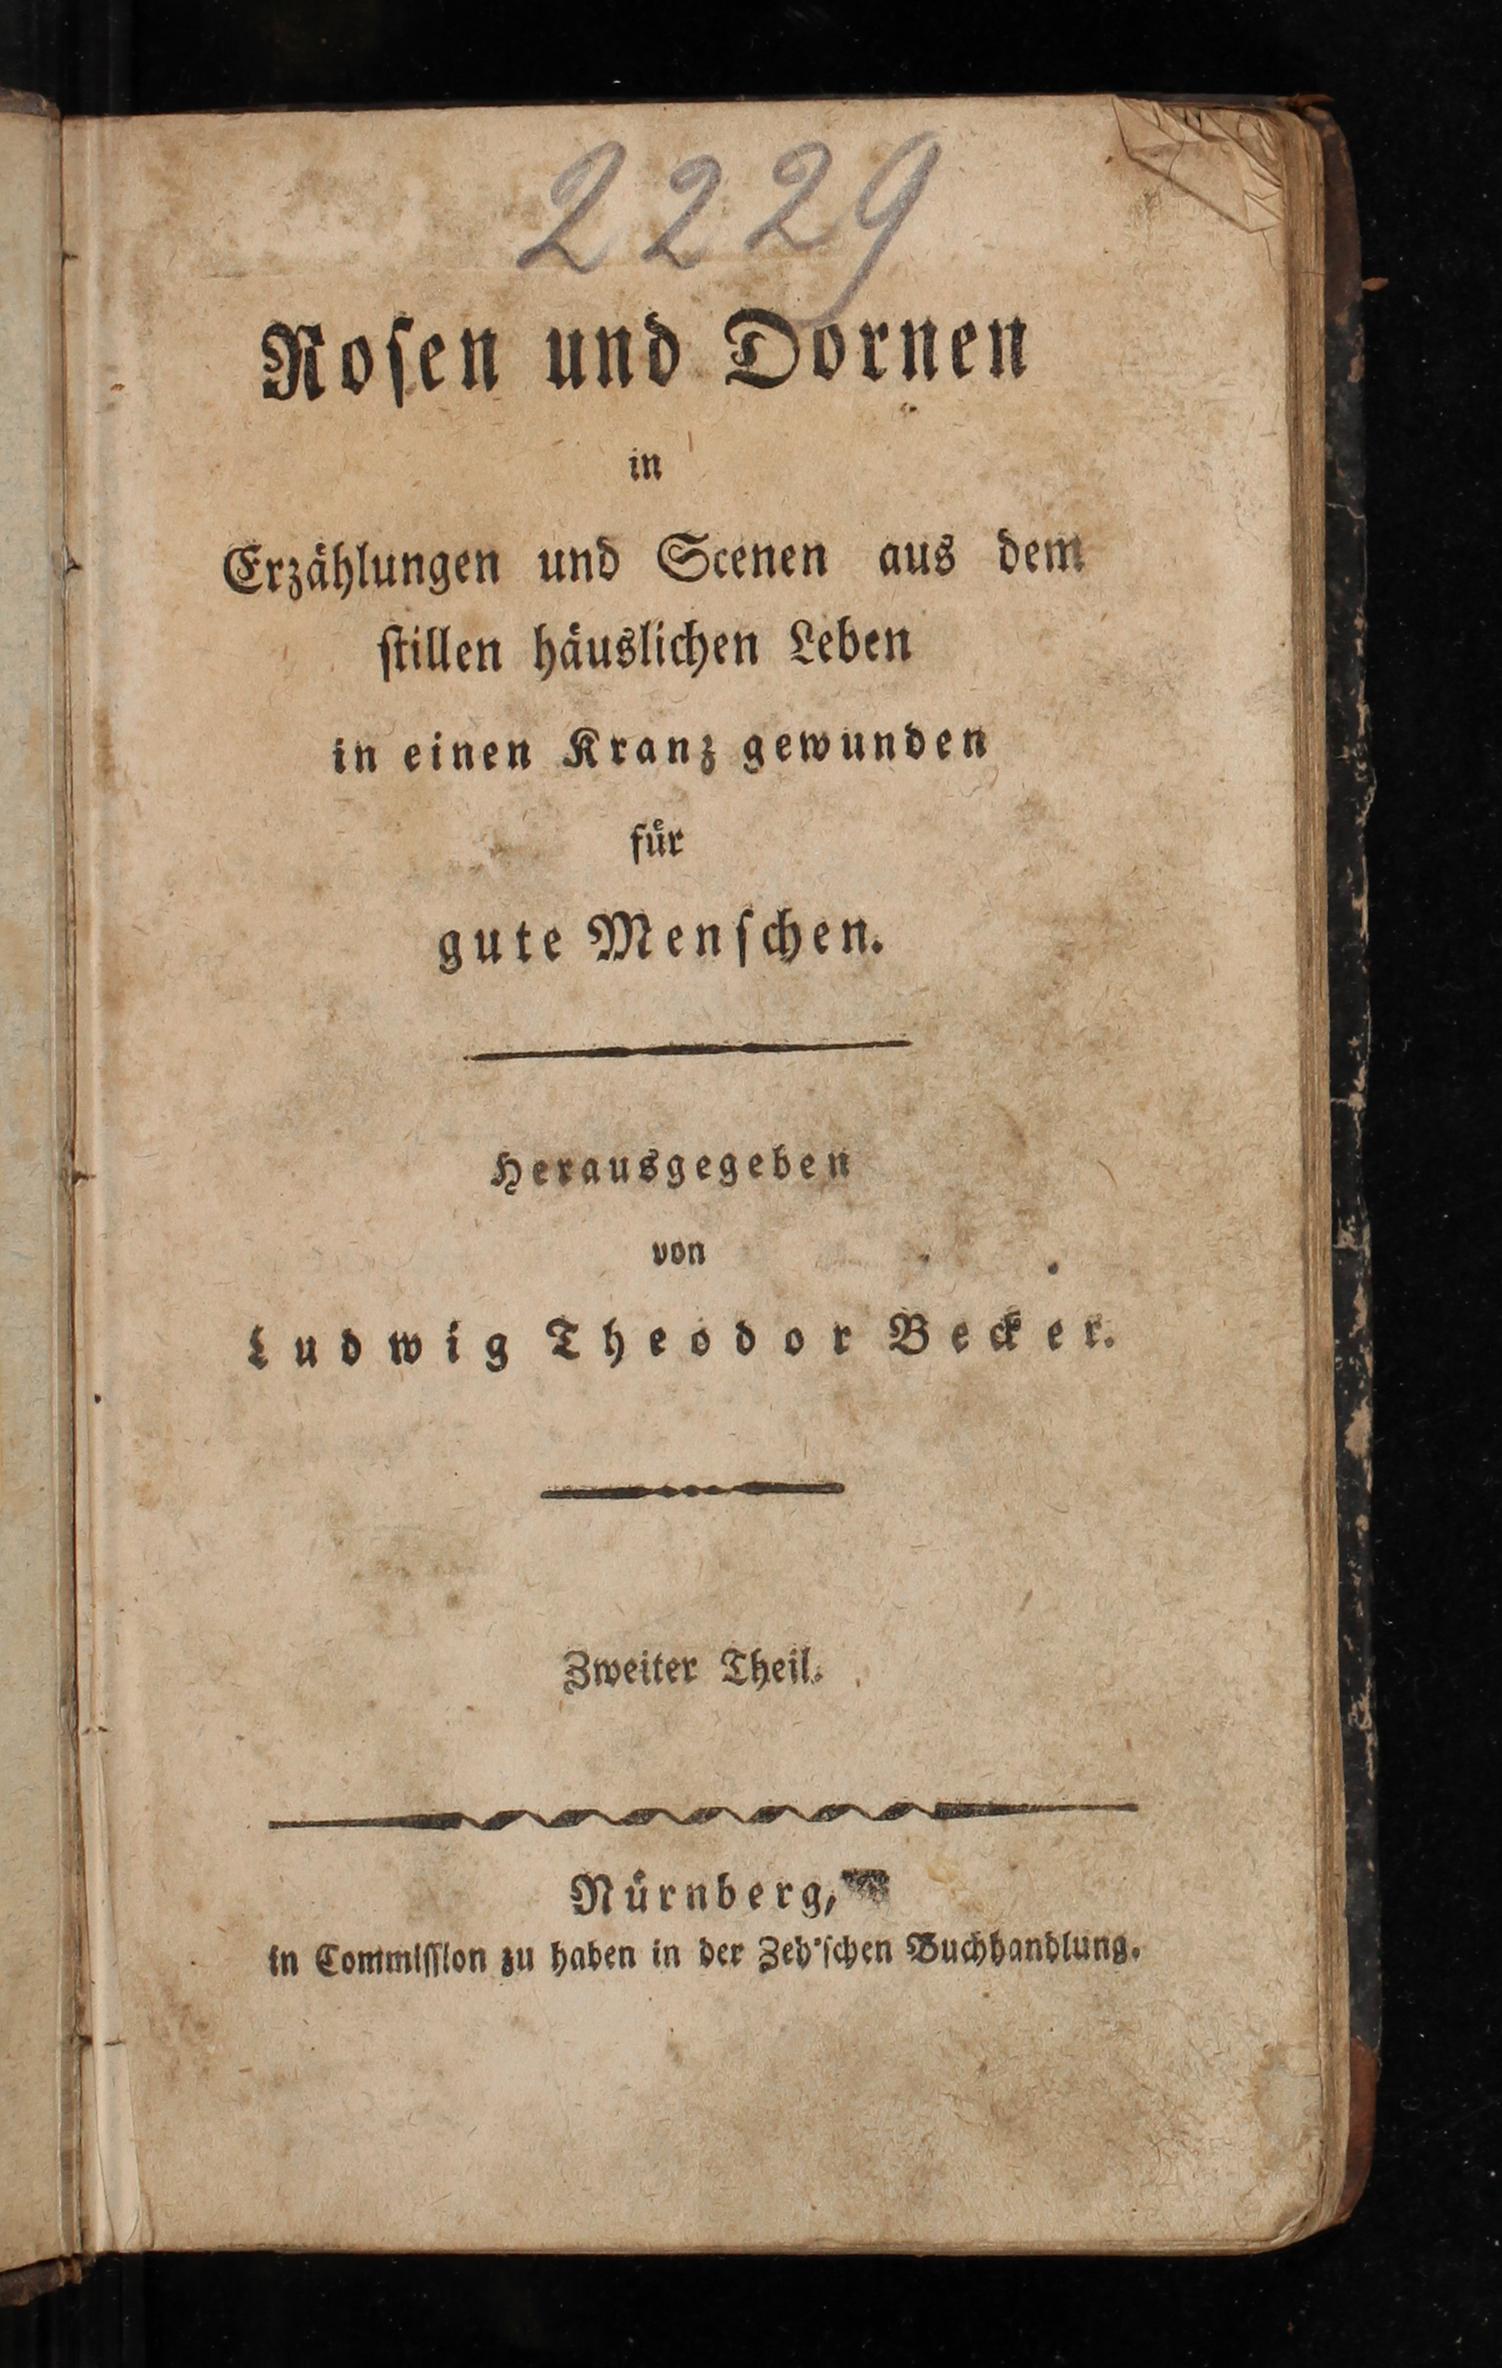 2229
Rosen und Dornen
in
Erzählungen und Scenen aus dem
stillen häuslichen Leben
in einen Kranz gewunden
für
gute Menschen.
Herausgegeben
von
Ludwig Theodor Becker.
Zweiter Theil.
Nürnberg,
in Commission zu haben in der Zeh'schen Buchhandlung.